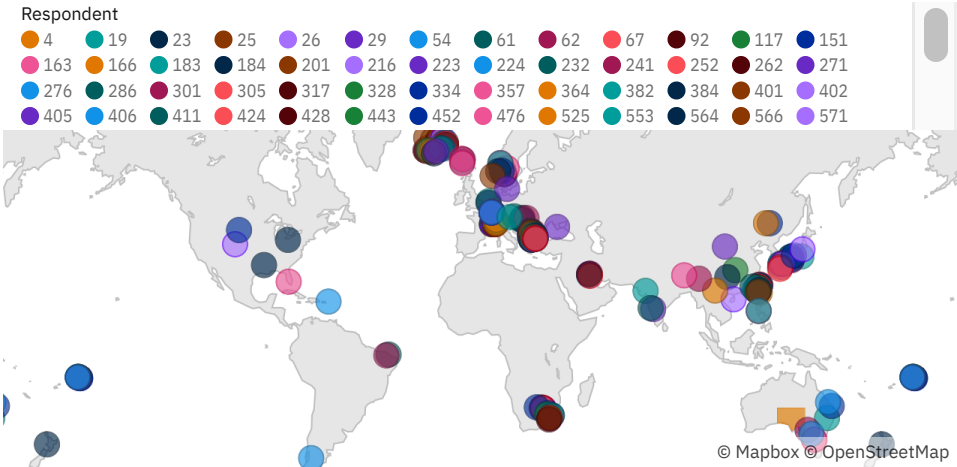 Respondent
4 19 23 25 26 29 54 61 62 67 92 117 151
163 166 183 184 201 216 223 224 232 241 252 262 271
276 286 301 305 317 328 334 357 364 382 384 401 402
405 406 411 424 428 443 452 476 525 553 564 566 571
© Mapbox © OpenStreetMap